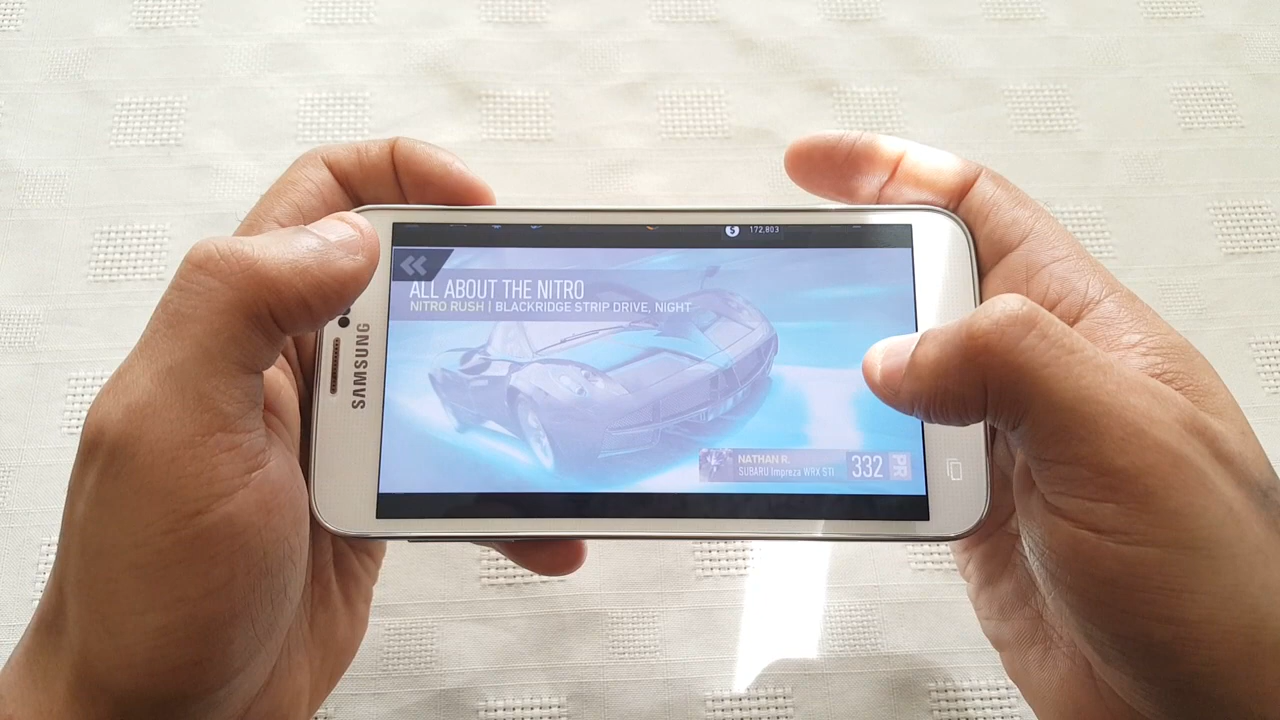 172,803
ALL ABOUT THE NITRO
NITRO RUSH | BLACKRIDGE STRIP DRIVE, NIGHT
SAMSUNG
NATHAN R.
SUBARU Impreza WRX STI
332
PR